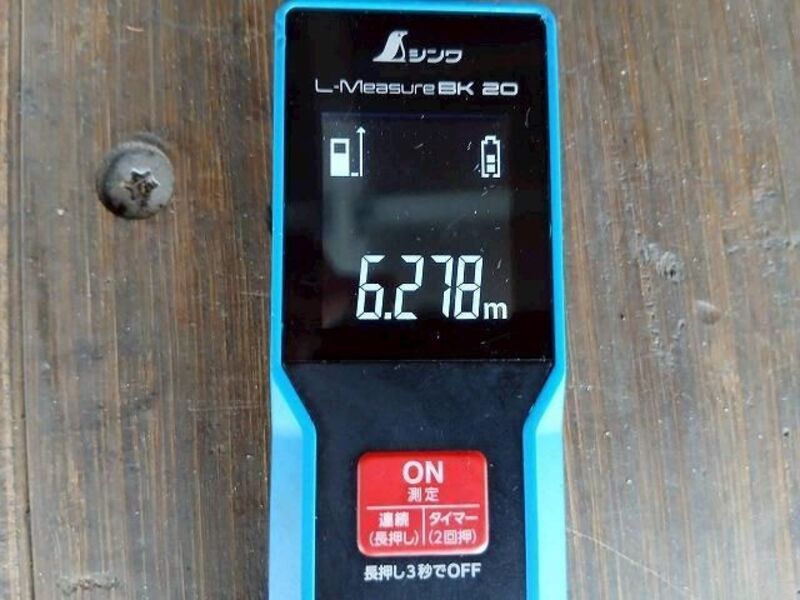 シンワ
L-Measure BK 20
6.278m
ON
測定
連続 タイマー
(長押し) (2回押)
長押し3秒でOFF